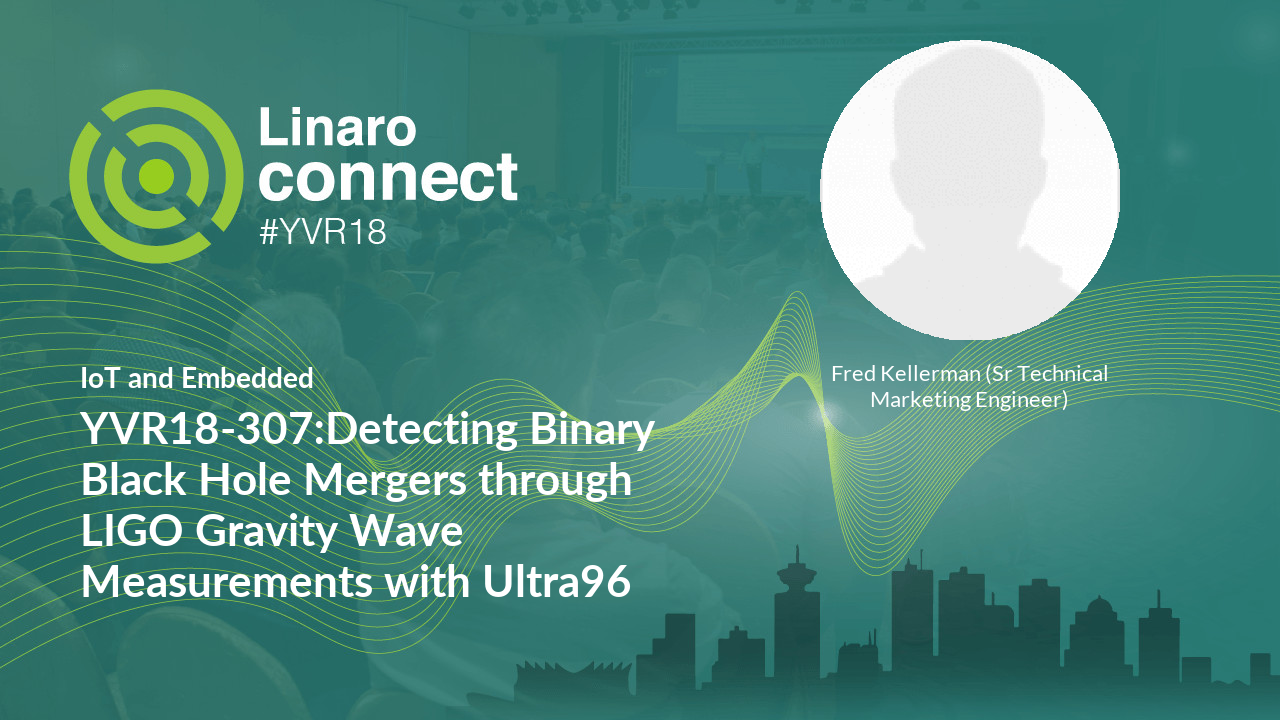 Linaro
connect
#YVR18
IoT and Embedded
YVR18-307:Detecting Binary
Black Hole Mergers through
LIGO Gravity Wave
Measurements with Ultra96
Fred Kellerman (Sr Technical
Marketing Engineer)